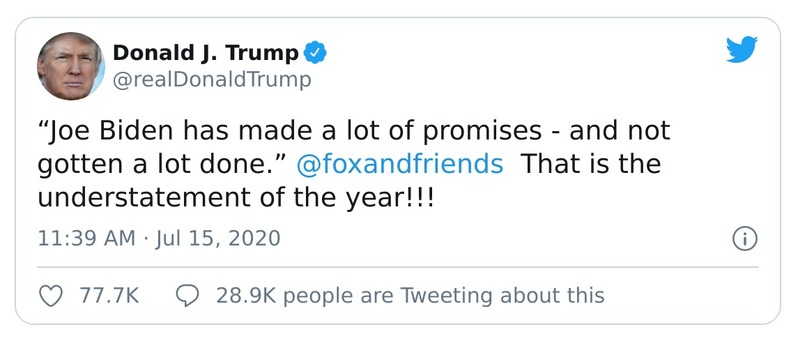 Donald J. Trump
@realDonaldTrump
“Joe Biden has made a lot of promises - and not
gotten a lot done.” @foxandfriends  That is the
understatement of the year!!!
11:39 AM · Jul 15, 2020
77.7K 28.9K people are Tweeting about this